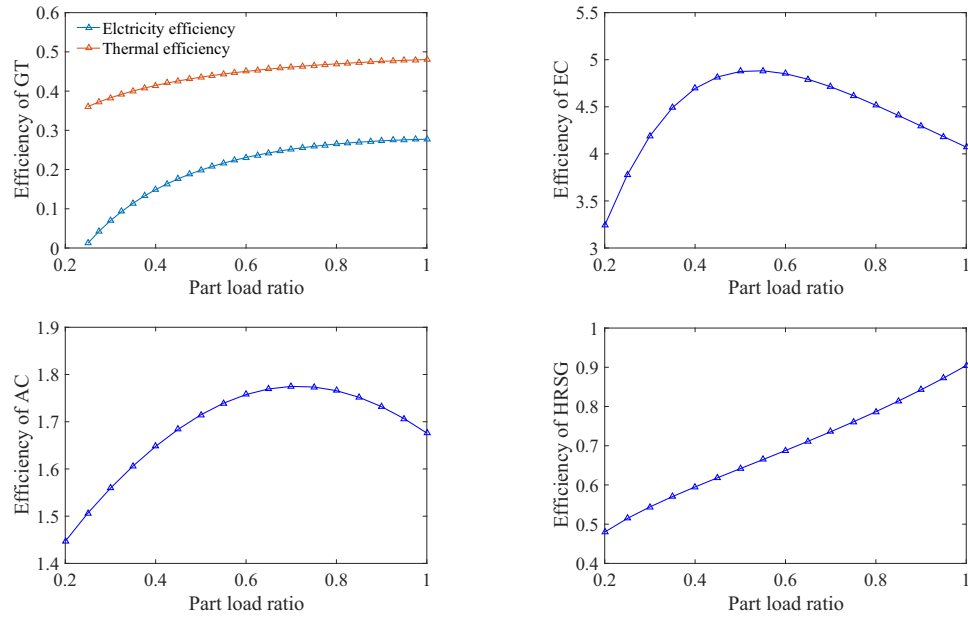 Elctricity efficiency
Thermal efficiency
Efficiency of GT
0.6
0.5
0.4
0.3
0.2
0.1
0
0.2 0.4 0.6 0.8 1
Part load ratio
Efficiency of EC
5.5
5
4.5
4
3.5
3
0.2 0.4 0.6 0.8 1
Part load ratio
Efficiency of AC
1.9
1.8
1.7
1.6
1.5
1.4
0.2 0.4 0.6 0.8 1
Part load ratio
Efficiency of HRSG
1
0.9
0.8
0.7
0.6
0.5
0.4
0.2 0.4 0.6 0.8 1
Part load ratio